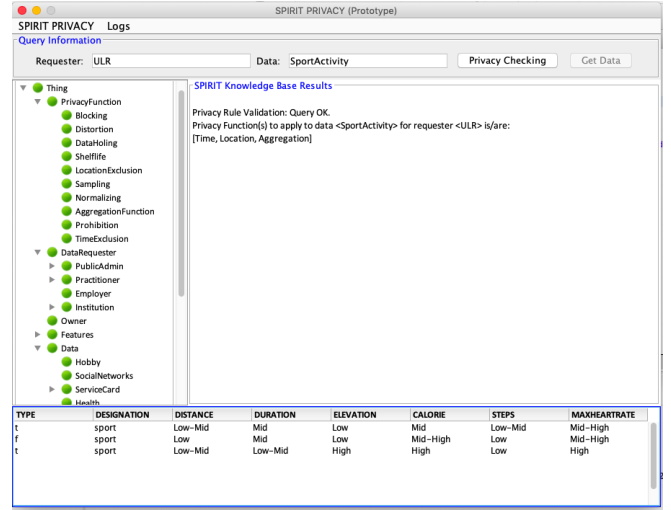 SPIRIT PRIVACY (Prototype)
SPIRIT PRIVACY Logs
Query Information
Requester: ULR Data: SportActivity Privacy Checking Get Data
Thing
PrivacyFunction
Blocking
Distortion
DataHoling
Shelflife
LocationExclusion
Sampling
Normalizing
AggregationFunction
Prohibition
TimeExclusion
DataRequester
PublicAdmin
Practitioner
Employer
Institution
Owner
Features
Data
Hobby
SocialNetworks
ServiceCard
Health
SPIRIT Knowledge Base Results
Privacy Rule Validation: Query OK.
Privacy Function(s) to apply to data <SportActivity> for requester <ULR> is/are:
[Time, Location, Aggregation]
TYPE DESIGNATION DISTANCE DURATION ELEVATION CALORIE STEPS MAXHEARTRATE
t sport Low-Mid Mid Low Mid Low-Mid Mid-High
f sport Low Mid Low Mid-High Low Mid-High
t sport Low-Mid Low-Mid High High Low High